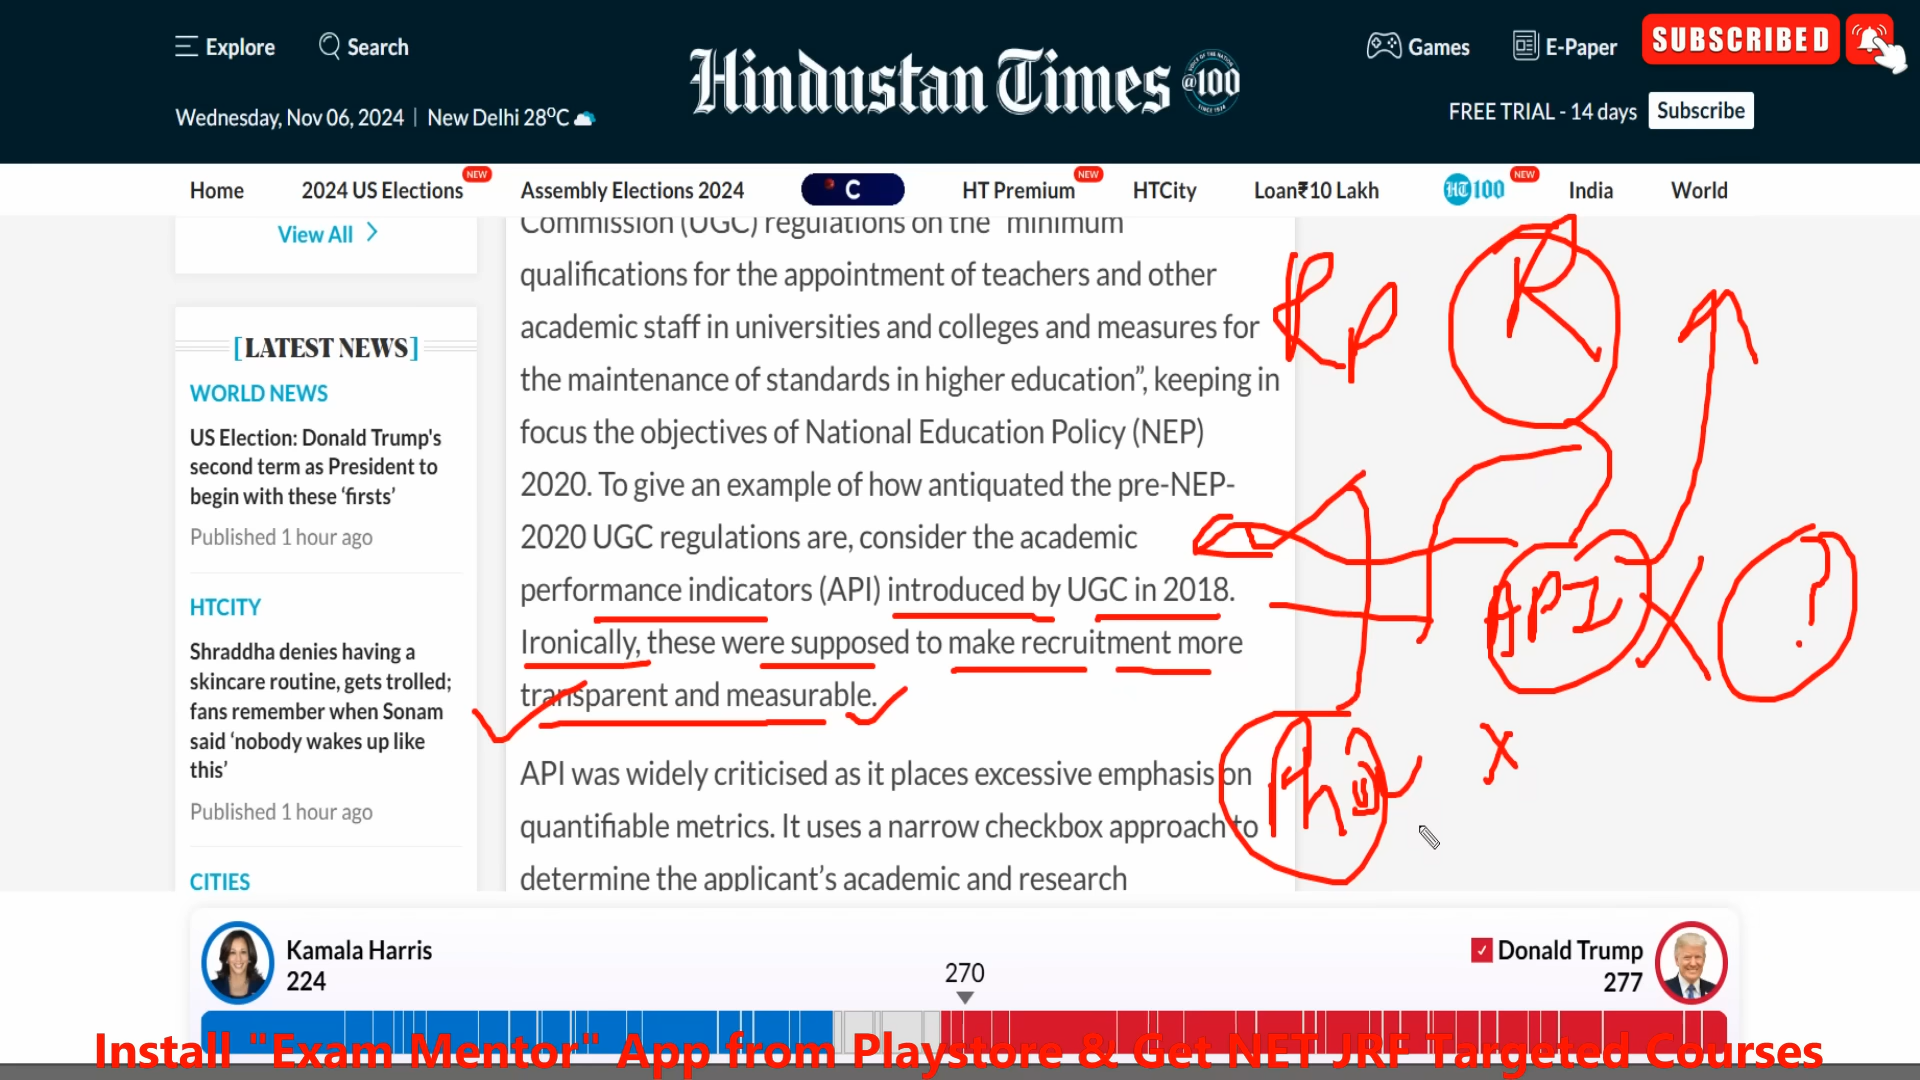 Explore
Search
Hindustan Times
@100
Games
E-Paper
SUBSCRIBED
Wednesday, Nov 06, 2024 | New Delhi 28°C
FREE TRIAL - 14 days
Subscribe
Home
2024 US Elections
NEW
Assembly Elections 2024
C
HT Premium
NEW
HTCity
Loan₹10 Lakh
HT100
NEW
India
World
View All
[LATEST NEWS]
WORLD NEWS
US Election: Donald Trump's
second term as President to
begin with these ‘firsts’
Published 1 hour ago
HTCITY
Shraddha denies having a
skincare routine, gets trolled;
fans remember when Sonam
said ‘nobody wakes up like
this’
Published 1 hour ago
CITIES
Commission (UGC) regulations on the “minimum
qualifications for the appointment of teachers and other
academic staff in universities and colleges and measures for
the maintenance of standards in higher education”, keeping in
focus the objectives of National Education Policy (NEP)
2020. To give an example of how antiquated the pre-NEP-
2020 UGC regulations are, consider the academic
performance indicators (API) introduced by UGC in 2018.
Ironically, these were supposed to make recruitment more
transparent and measurable.
API was widely criticised as it places excessive emphasis on
quantifiable metrics. It uses a narrow checkbox approach to
determine the applicant’s academic and research
Rp
R
API
?
X
Kamala Harris
224
270
Donald Trump
277
Install "Exam Mentor" App from Playstore & Get NET JRF Targeted Courses